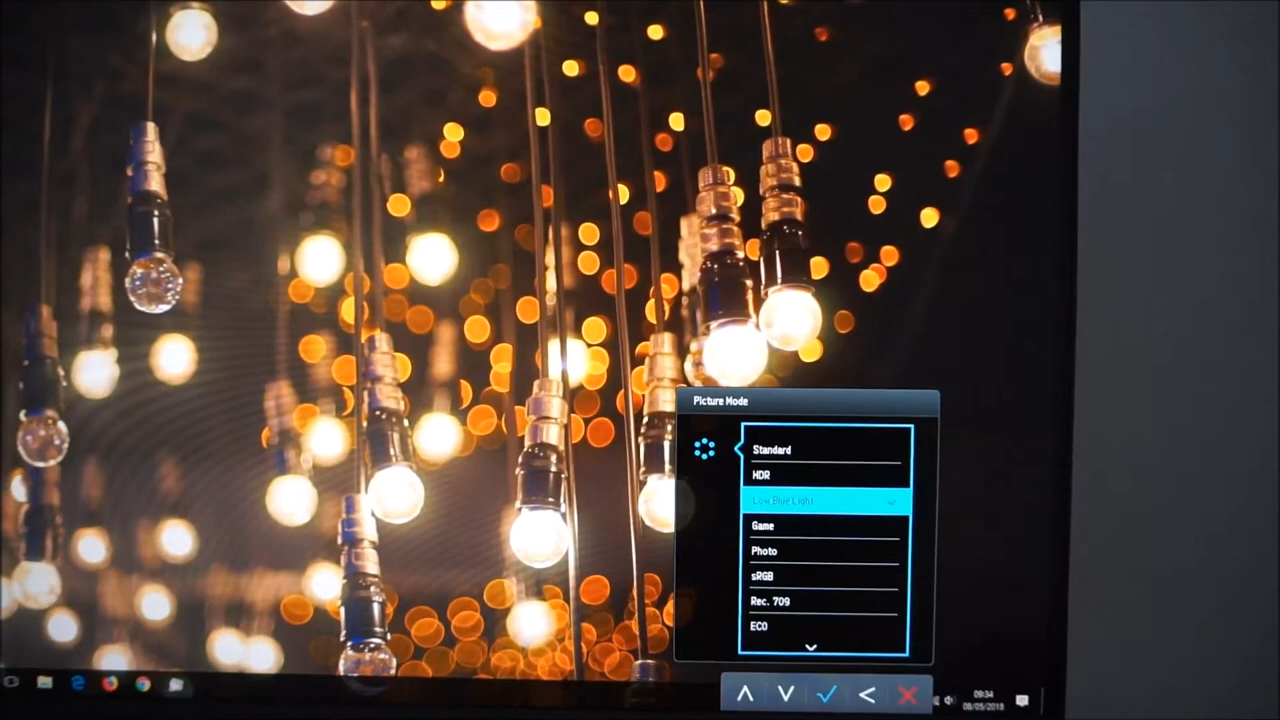 Picture Mode
Standard
HDR
Low Blue Light
Game
Photo
sRGB
Rec. 709
ECO
09:34
08/05/2018